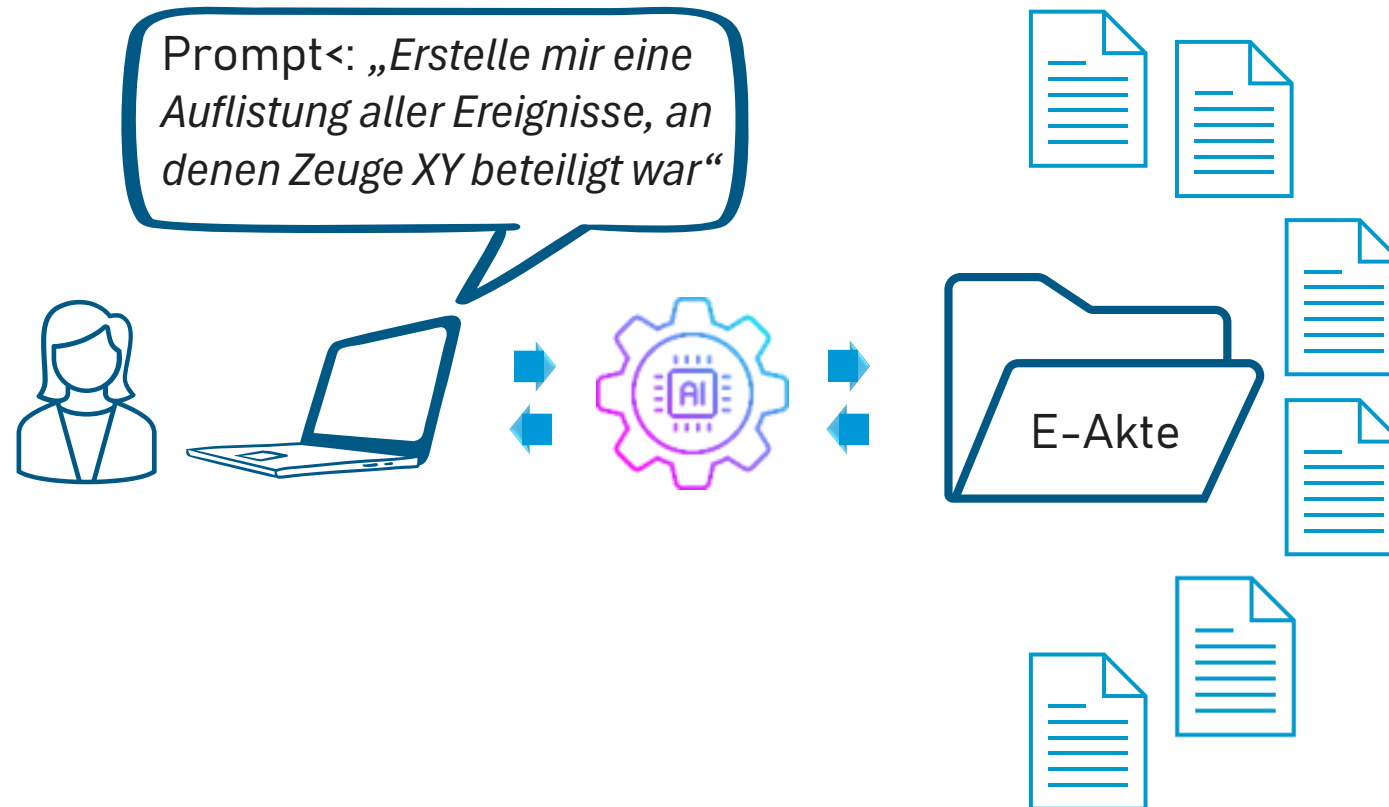 Prompt<: „Erstelle mir eine
Auflistung aller Ereignisse, an
denen Zeuge XY beteiligt war“
AI
E-Akte